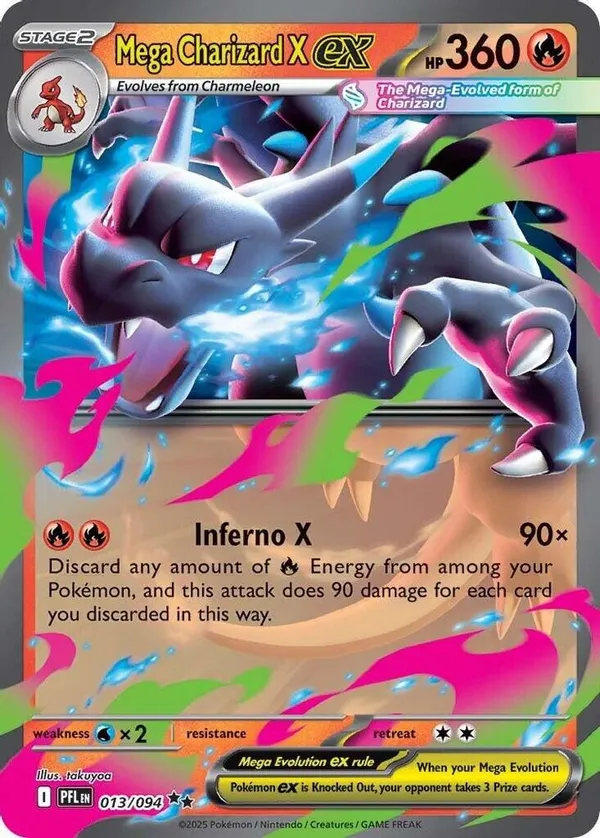 STAGE2
Mega Charizard X ex
HP 360
Evolves from Charmeleon
The Mega-Evolved form of
Charizard
Inferno X 90×
Discard any amount of Energy from among your
Pokémon, and this attack does 90 damage for each card
you discarded in this way.
weakness ×2 resistance retreat
Illus. takuyoa
Mega Evolution ex rule When your Mega Evolution
Pokémon ex is Knocked Out, your opponent takes 3 Prize cards.
I PFL EN 013/094
©2025 Pokémon / Nintendo / Creatures / GAME FREAK